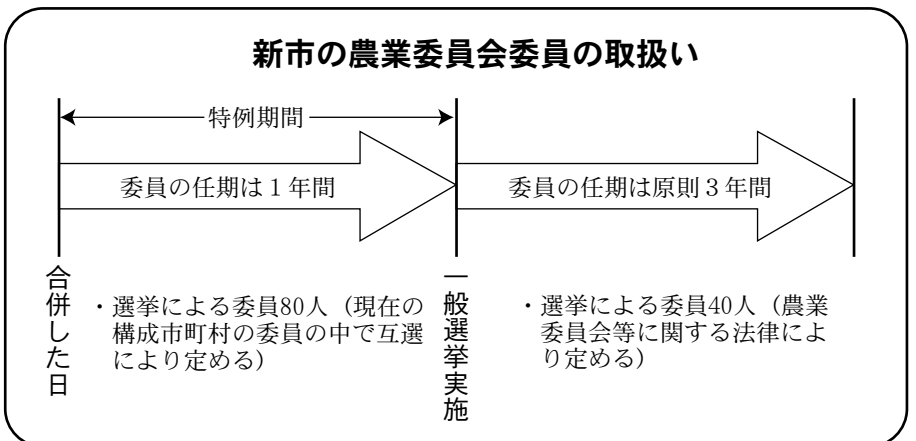 新市の農業委員会委員の取扱い
特例期間
委員の任期は1年間
委員の任期は原則3年間
合併した日
・選挙による委員80人（現在の
構成市町村の委員の中で互選
により定める）
一般選挙実施
・選挙による委員40人（農業
委員会等に関する法律によ
り定める）